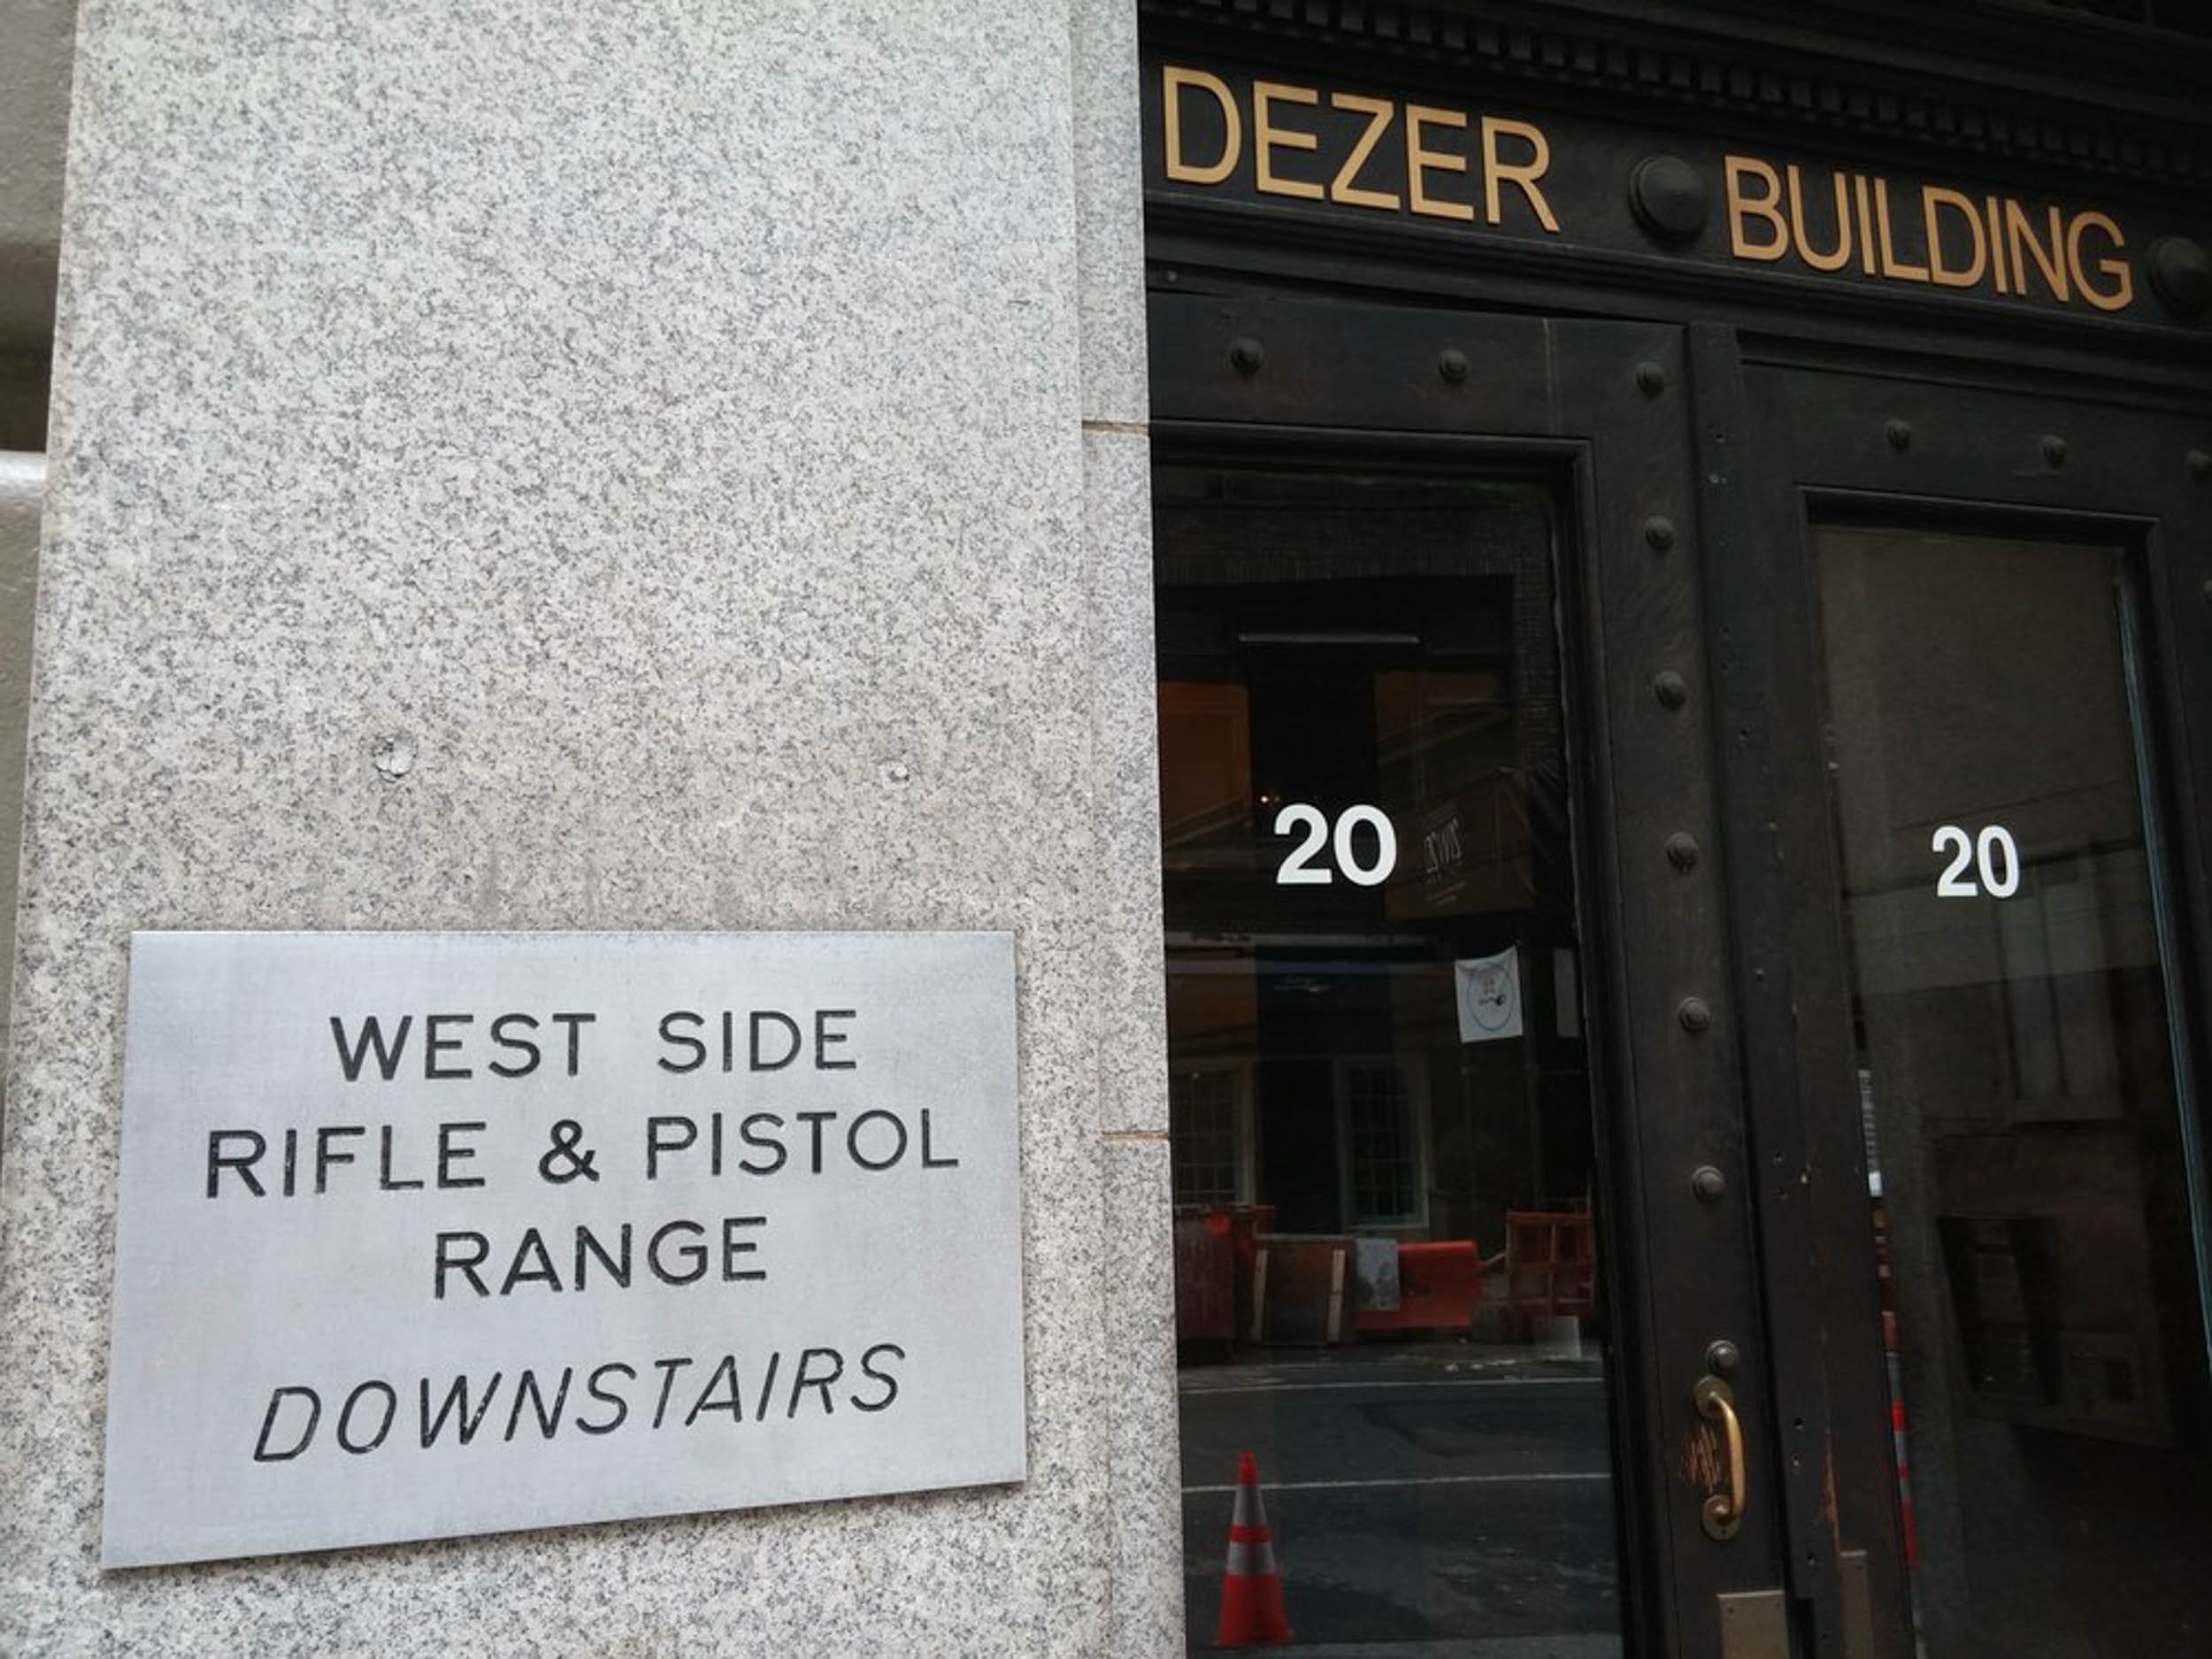 DEZER BUILDING
20
20
WEST SIDE
RIFLE & PISTOL
RANGE
DOWNSTAIRS